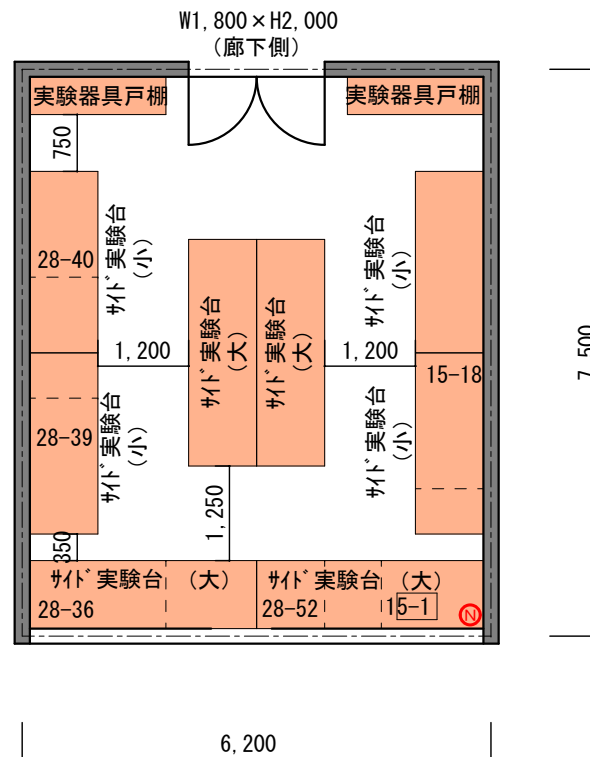 W1,800×H2,000
(廊下側)
実験器具戸棚
実験器具戸棚
750
28-40
ｻｲﾄﾞ実験台
(小)
ｻｲﾄﾞ実験台
(大)
ｻｲﾄﾞ実験台
(大)
ｻｲﾄﾞ実験台
(小)
1,200
1,200
15-18
7,500
28-39
ｻｲﾄﾞ実験台
(小)
ｻｲﾄﾞ実験台
(小)
1,250
350
ｻｲﾄﾞ実験台 (大)
ｻｲﾄﾞ実験台 (大)
28-36
28-52
15-1
N
6,200